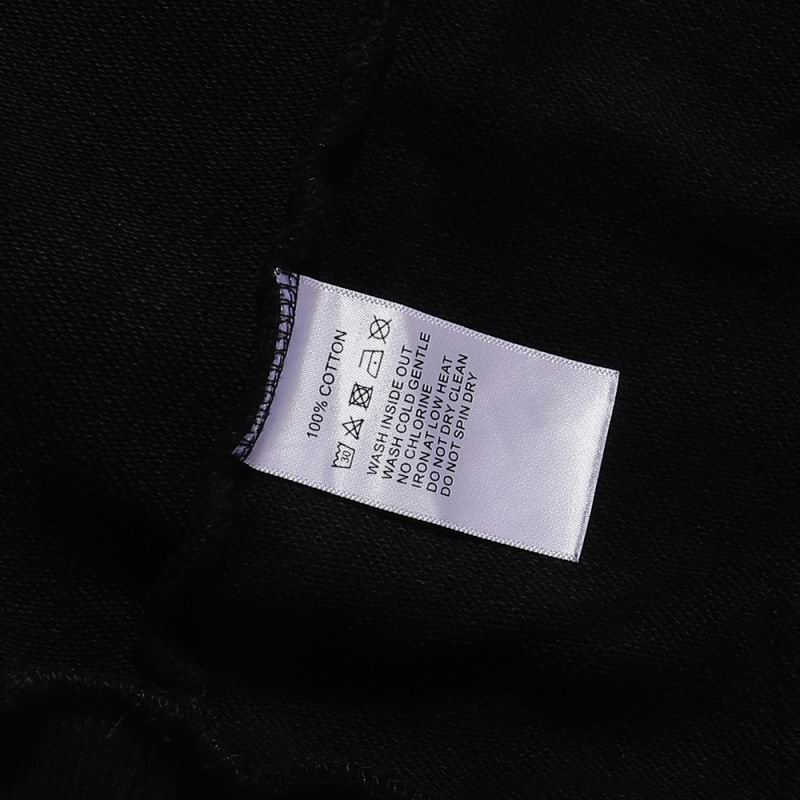 100% COTTON
30
WASH INSIDE OUT
WASH COLD GENTLE
NO CHLORINE
IRON AT LOW HEAT
DO NOT DRY CLEAN
DO NOT SPIN DRY